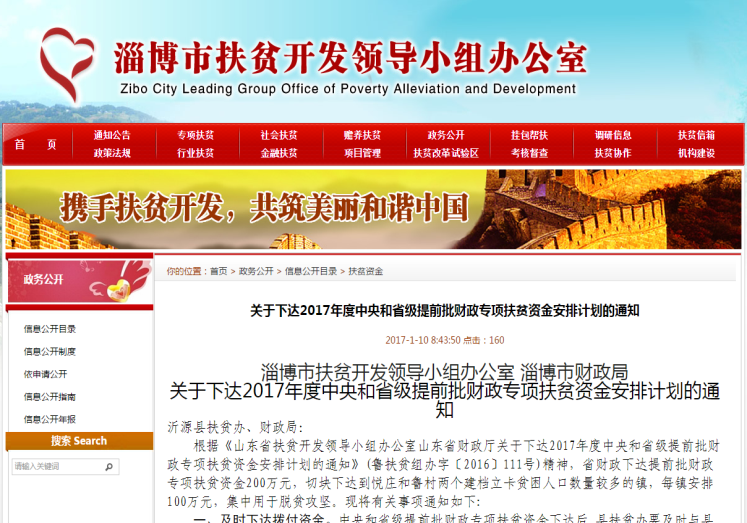 淄博市扶贫开发领导小组办公室
Zibo City Leading Group Office of Poverty Alleviation and Development
首 页
通知公告 专项扶贫 社会扶贫 赡养扶贫 政务公开 挂包帮扶 调研信息 扶贫信箱
政策法规 行业扶贫 金融扶贫 项目管理 扶贫改革试验区 考核督查 扶贫协作 机构建设
携手扶贫开发，共筑美丽和谐中国
政务公开
你的位置：首页 > 政务公开 > 信息公开目录 > 扶贫资金
信息公开目录
信息公开制度
依申请公开
信息公开指南
信息公开年报
搜索 Search
请输入关键词
关于下达2017年度中央和省级提前批财政专项扶贫资金安排计划的通知
2017-1-10 8:43:50 点击：160
淄博市扶贫开发领导小组办公室 淄博市财政局
关于下达2017年度中央和省级提前批财政专项扶贫资金安排计划的通
知
沂源县扶贫办、财政局：
根据《山东省扶贫开发领导小组办公室山东省财政厅关于下达2017年度中央和省级提前批财
政专项扶贫资金安排计划的通知》(鲁扶贫组办字〔2016〕111号)精神，省财政下达提前批财政
专项扶贫资金200万元，切块下达到悦庄和鲁村两个建档立卡贫困人口数量较多的镇，每镇安排
100万元，集中用于脱贫攻坚。现将有关事项通知如下：
一、及时下达拨付资金。中央和省级提前批财政专项扶贫资金下达后,县扶贫办要及时与县